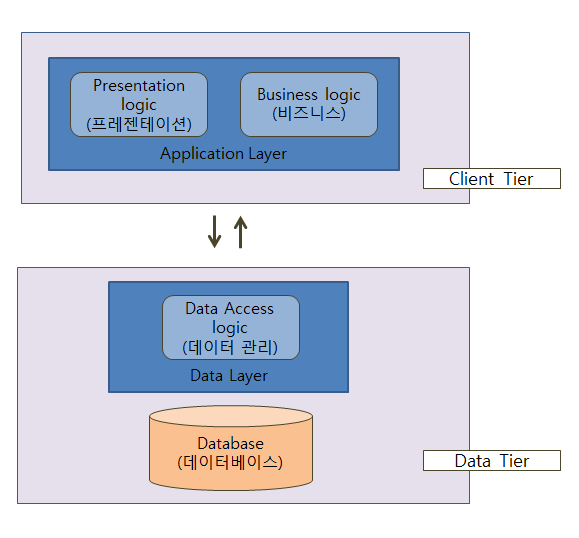 Presentation
logic
(프레젠테이션)
Business logic
(비즈니스)
Application Layer
Client Tier
Data Access
logic
(데이터 관리)
Data Layer
Database
(데이터베이스)
Data Tier